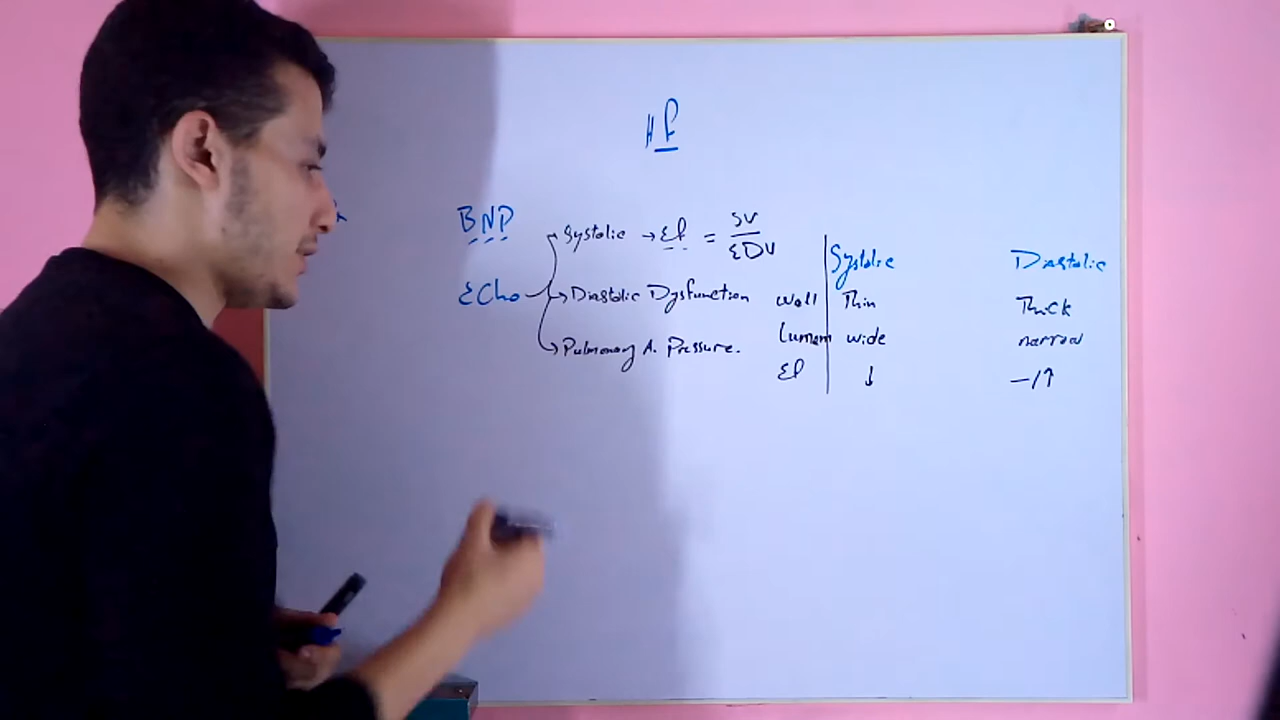 HF
BNP
Systolic → EF = SV / EDV
Echo → Diastolic Dysfunction
Pulmonary A. Pressure.
Systolic Diastolic
wall Thin Thick
Lumen wide narrow
EF ↓ –/↑